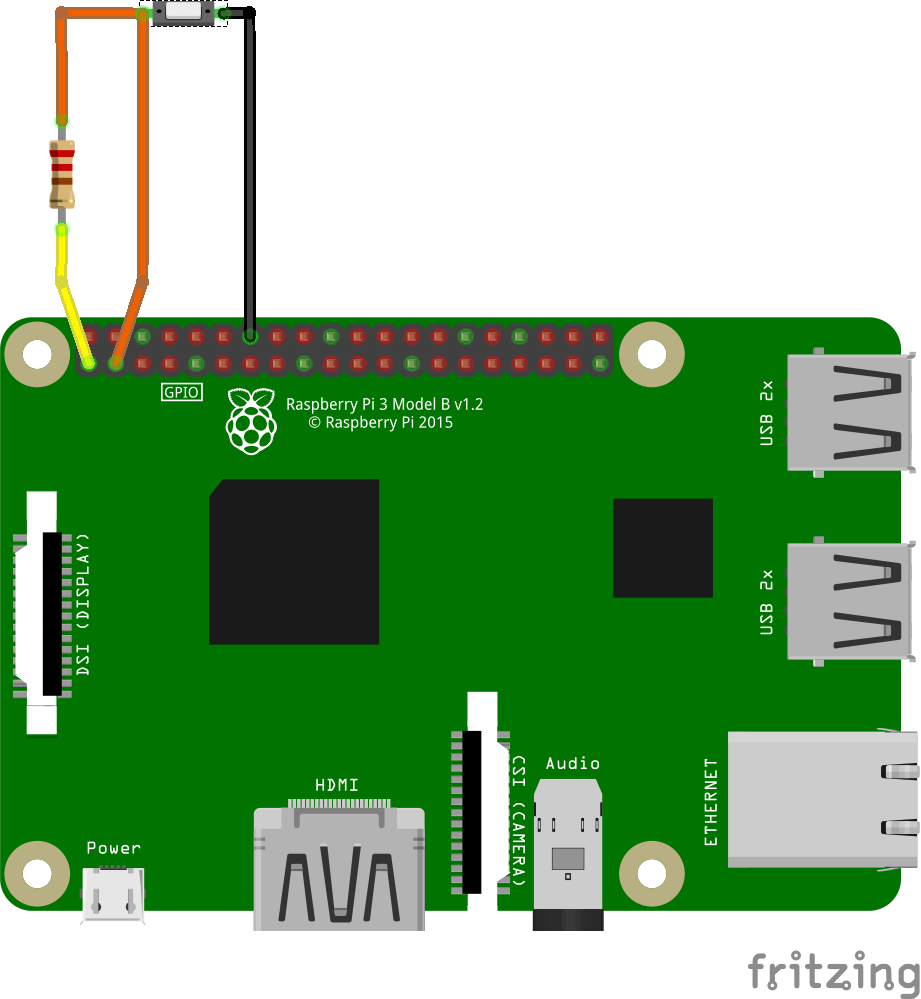 GPIO
Raspberry Pi 3 Model B v1.2
© Raspberry Pi 2015
USB 2x
DSI (DISPLAY)
USB 2x
CSI (CAMERA)
Audio
ETHERNET
HDMI
Power
fritzing